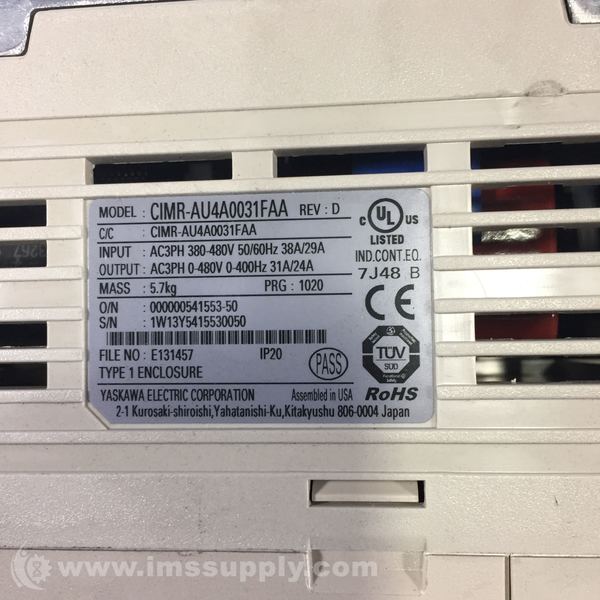 MODEL : CIMR-AU4A0031FAA REV : D
C/C : CIMR-AU4A0031FAA
INPUT : AC3PH 380-480V 50/60Hz 38A/29A
OUTPUT : AC3PH 0-480V 0-400Hz 31A/24A
MASS : 5.7kg PRG : 1020
O/N : 000000541553-50
S/N : 1W13Y5415530050
FILE NO : E131457 IP20
TYPE 1 ENCLOSURE
PASS
C UL US
LISTED
IND.CONT.EQ.
7J48 B
CE
TÜV
SÜD
RoHS
YASKAWA ELECTRIC CORPORATION Assembled in USA
2-1 Kurosaki-shiroishi,Yahatanishi-Ku,Kitakyushu 806-0004 Japan
www.imssupply.com